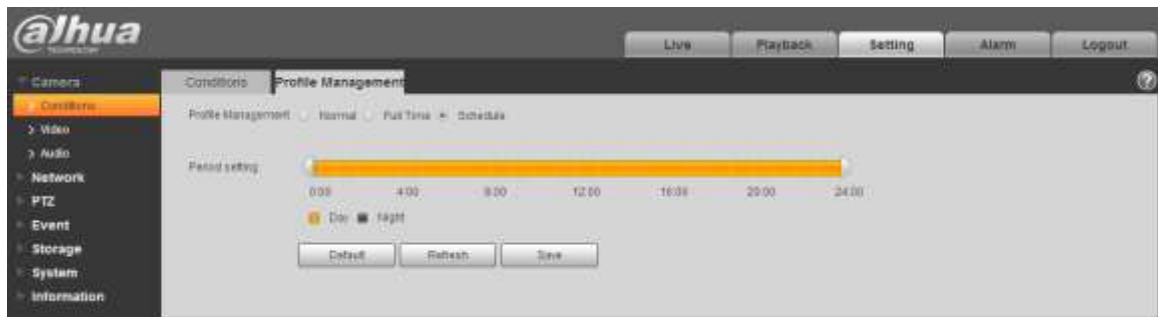 alhua
TECHNOLOGY
Live Playback Setting Alarm Logout
Camera
Conditions
Video
Audio
Network
PTZ
Event
Storage
System
Information
Conditions Profile Management
Profile Management Normal Full Time Schedule
Period setting
0:00 4:00 8:00 12:00 16:00 20:00 24:00
Day Night
Default Refresh Save